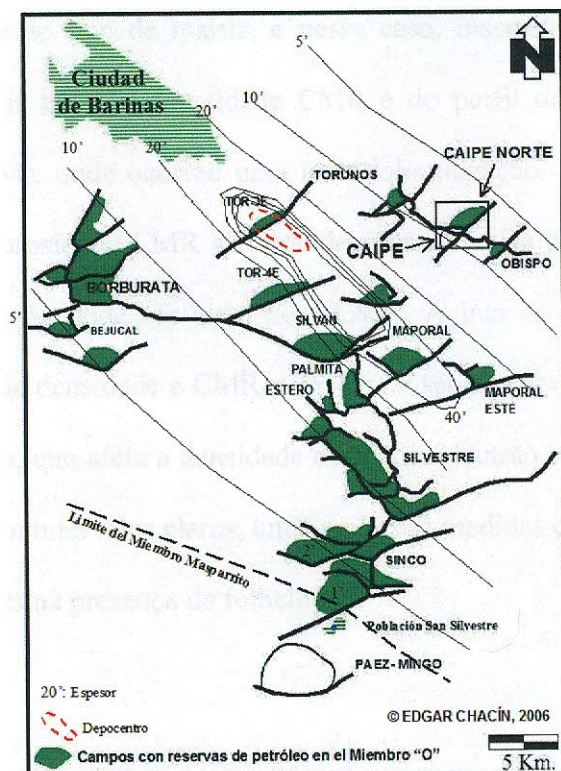 5'
10'
20'
Ciudad
de Barinas
10'
20'
N
CAIPE NORTE
TORUNOS
TOR-3E
CAIPE
OBISPO
TOR-4E
BORBURATA
5'
BEJUCAL
SILVAN
MAPORAL
PALMITA
ESTERO
40'
MAPORAL
ESTE
SILVESTRE
Límite del Miembro Masparrito
2'
SINCO
1'
Población San Silvestre
PAEZ-MINGO
20': Espesor
Depocentro
© EDGAR CHACÍN, 2006
Campos con reservas de petróleo en el Miembro “O”
5 Km.